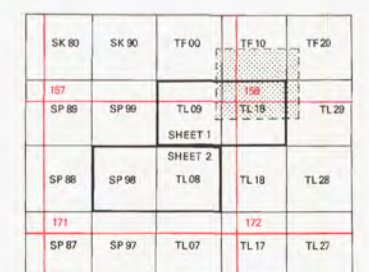 SK 80 SK 90 TF 00 TF 10 TF 20
157 158
SP 89 SP 99 TL 09 TL 19 TL 29
SHEET 1
SHEET 2
SP 88 SP 98 TL 08 TL 18 TL 28
171 172
SP 87 SP 97 TL 07 TL 17 TL 27